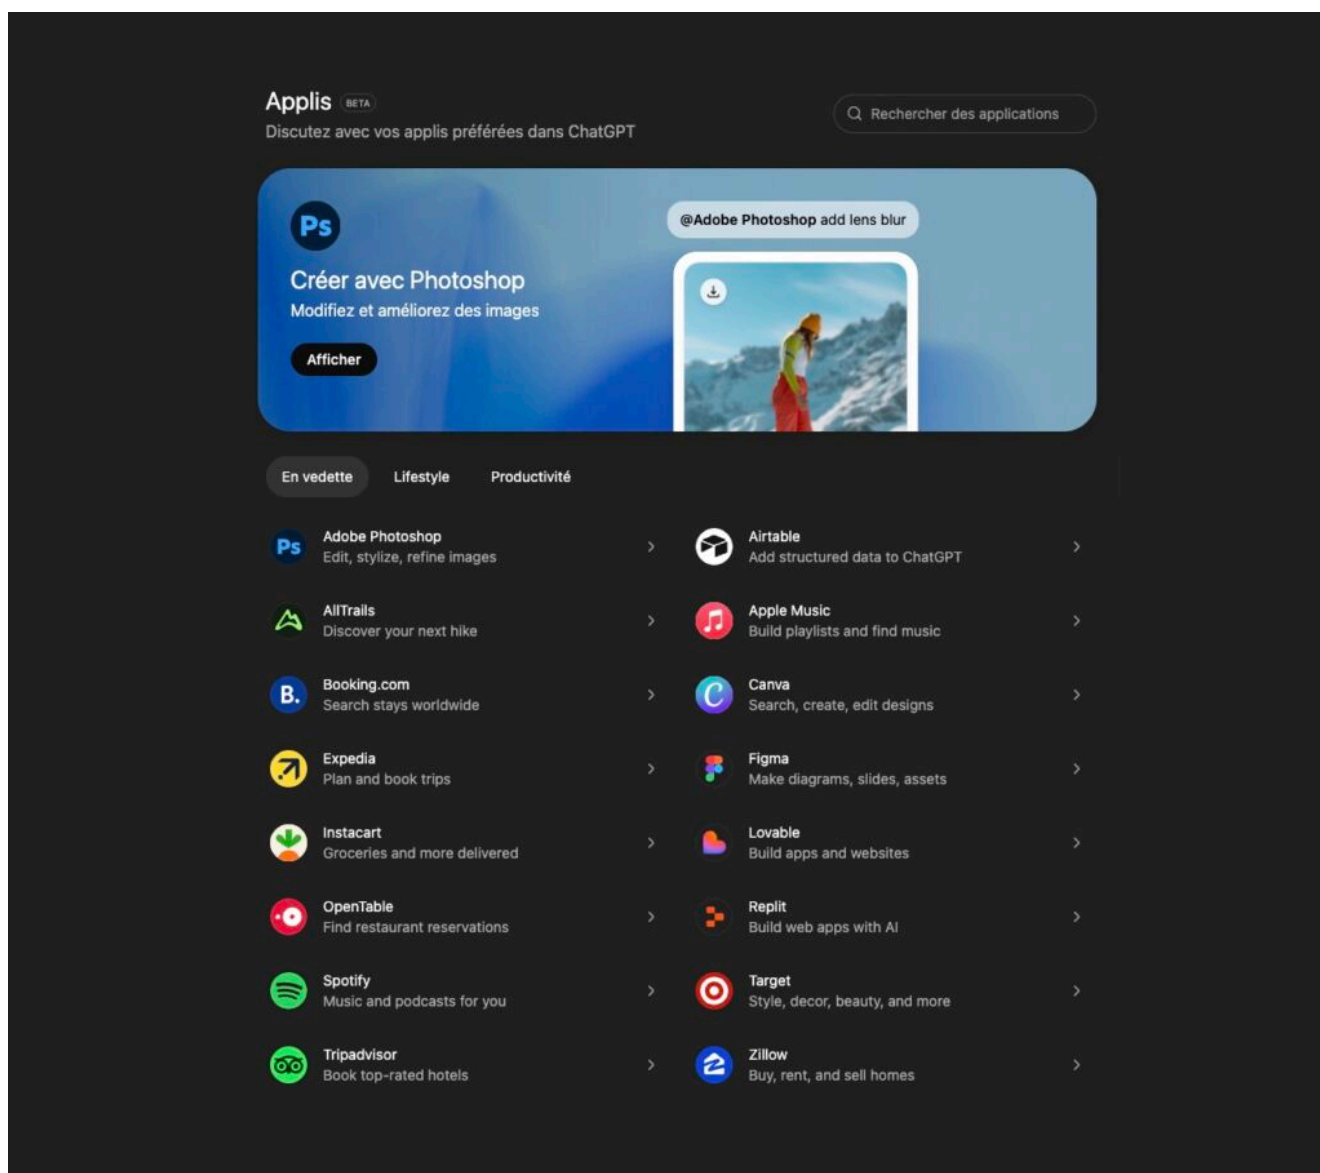 Applis BETA
Discutez avec vos applis préférées dans ChatGPT
Rechercher des applications
Ps
Créer avec Photoshop
Modifiez et améliorez des images
Afficher
@Adobe Photoshop add lens blur
En vedette Lifestyle Productivité
Ps
Adobe Photoshop
Edit, stylize, refine images
Airtable
Add structured data to ChatGPT
AllTrails
Discover your next hike
Apple Music
Build playlists and find music
B.
Booking.com
Search stays worldwide
C
Canva
Search, create, edit designs
Expedia
Plan and book trips
Figma
Make diagrams, slides, assets
Instacart
Groceries and more delivered
Lovable
Build apps and websites
OpenTable
Find restaurant reservations
Replit
Build web apps with AI
Spotify
Music and podcasts for you
Target
Style, decor, beauty, and more
Tripadvisor
Book top-rated hotels
Zillow
Buy, rent, and sell homes